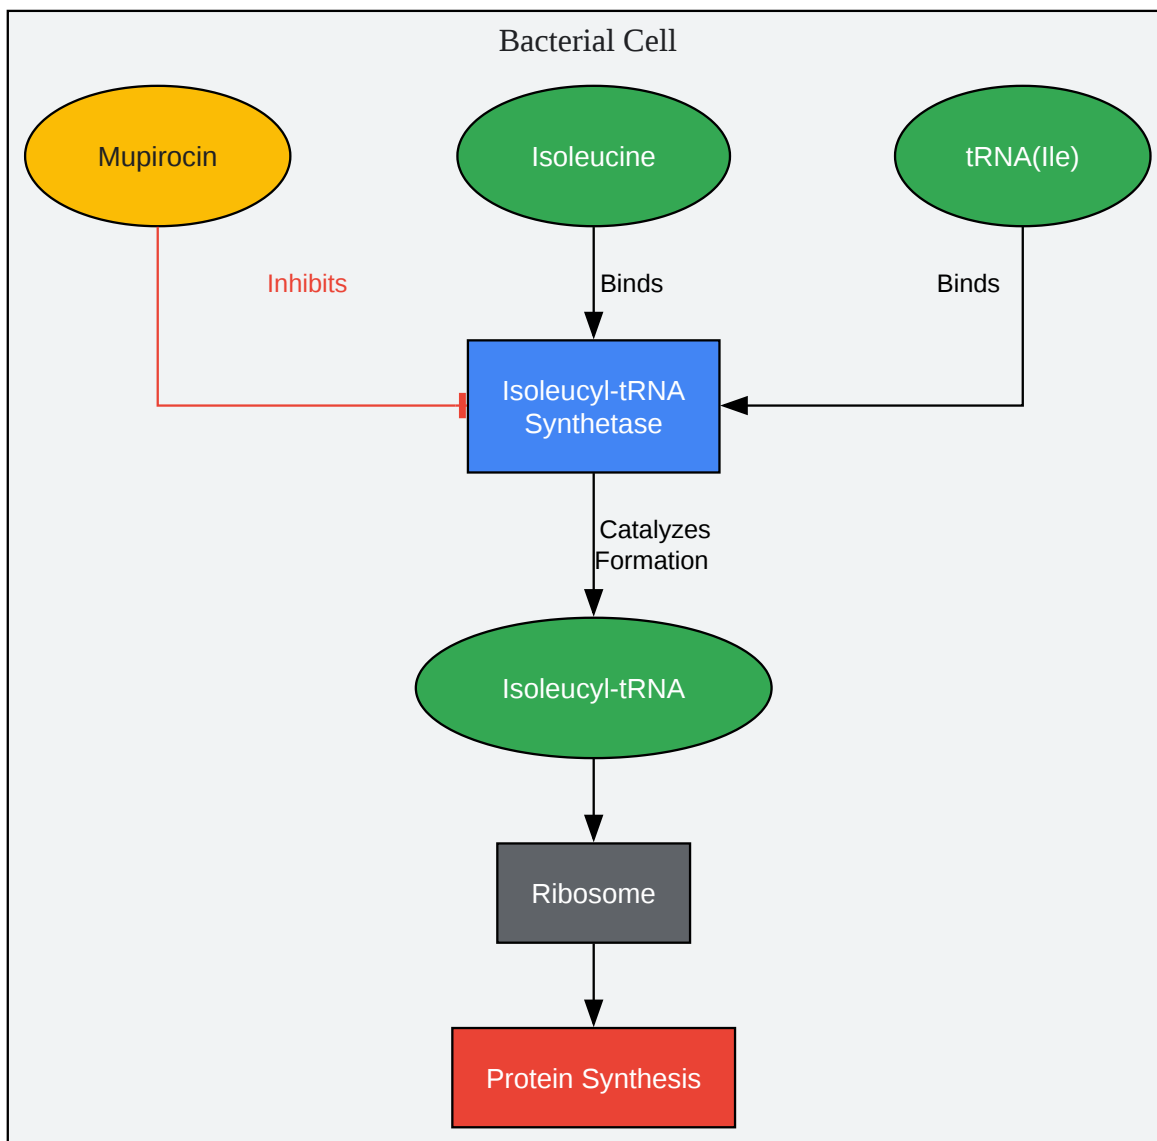 Bacterial Cell
Mupirocin
Isoleucine
tRNA(Ile)
Inhibits
Binds
Binds
Isoleucyl-tRNA
Synthetase
Catalyzes
Formation
Isoleucyl-tRNA
Ribosome
Protein Synthesis